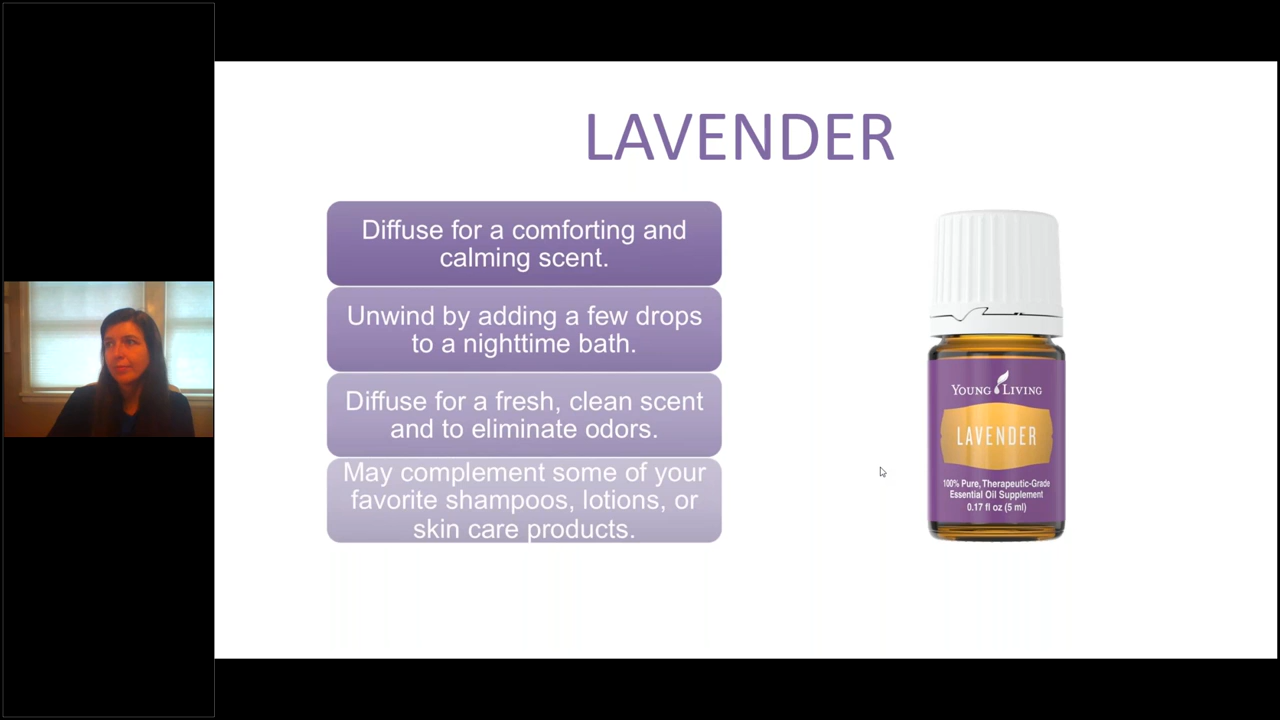 LAVENDER
Diffuse for a comforting and
calming scent.
Unwind by adding a few drops
to a nighttime bath.
Diffuse for a fresh, clean scent
and to eliminate odors.
May complement some of your
favorite shampoos, lotions, or
skin care products.
YOUNG LIVING
LAVENDER
100% Pure, Therapeutic-Grade
Essential Oil Supplement
0.17 fl oz (5 ml)